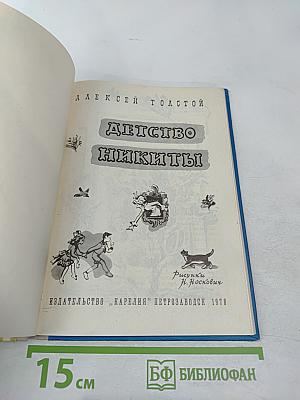 АЛЕКСЕЙ ТОЛСТОЙ
ДЕТСТВО
НИКИТЫ
Рисунки
Н. Носкович
ИЗДАТЕЛЬСТВО „КАРЕЛИЯ" ПЕТРОЗАВОДСК 1978
15 см
БФ БИБЛИОФАН